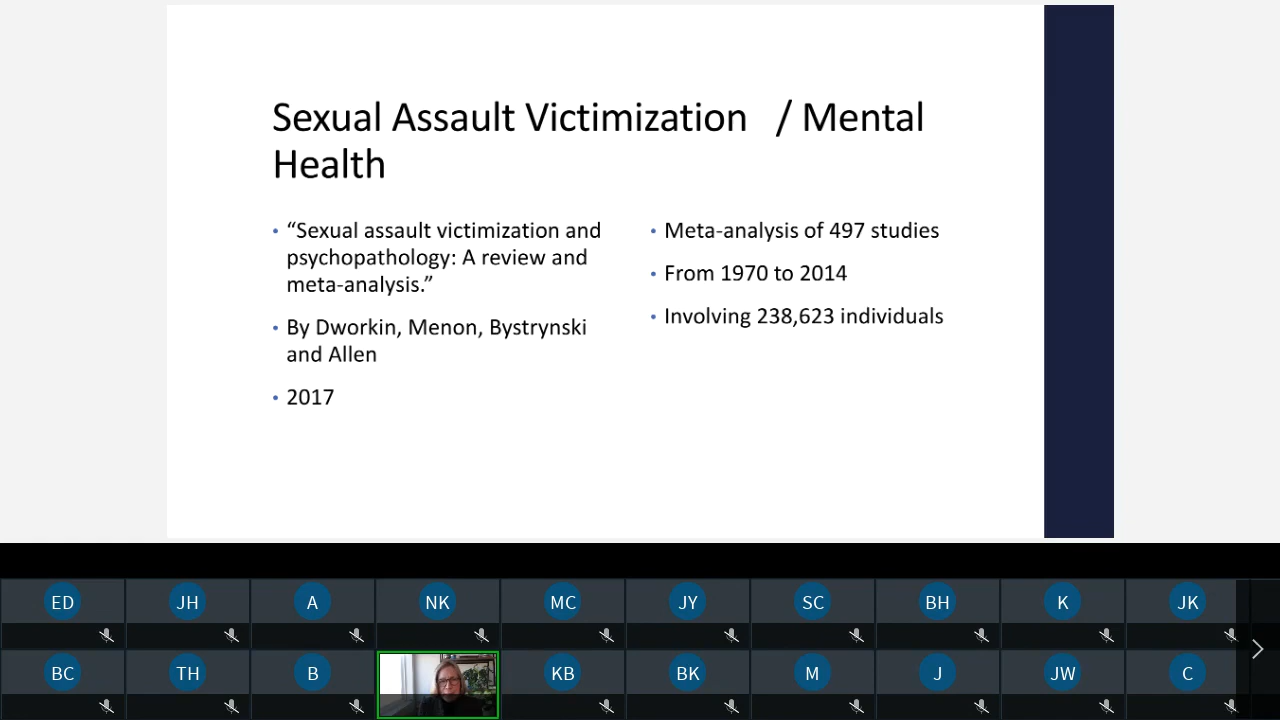 Sexual Assault Victimization / Mental
Health
• “Sexual assault victimization and
psychopathology: A review and
meta-analysis.”
• By Dworkin, Menon, Bystrynski
and Allen
• 2017
• Meta-analysis of 497 studies
• From 1970 to 2014
• Involving 238,623 individuals
ED JH A NK MC JY SC BH K JK
BC TH B KB BK M J JW C